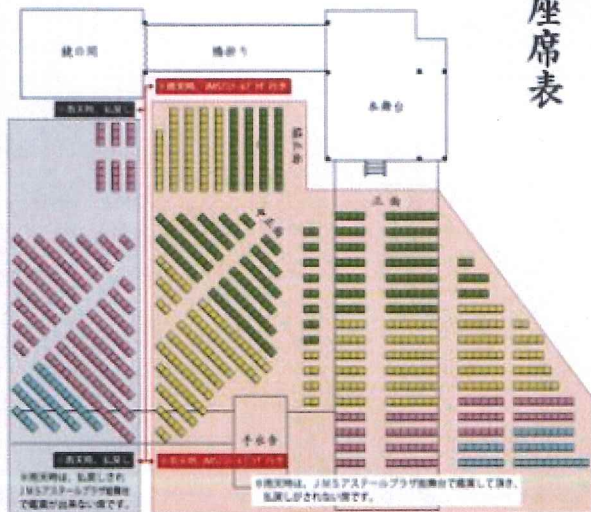 座席表
鏡の間
橋掛り
本舞台
脇正面
正面
中正面
手水舎
※雨天時は、払戻しされ
JMSアステールプラザ能舞台
で鑑賞が出来ない席です。
※雨天時は、JMSアステールプラザ能舞台で鑑賞して頂き、
払戻しがされない席です。